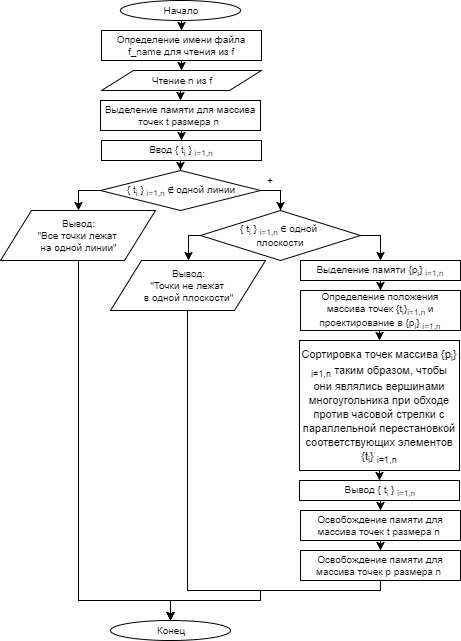 Начало
Определение имени файла
f_name для чтения из f
Чтение n из f
Выделение памяти для массива
точек t размера n
Ввод { tᵢ } i=1,n
{ tᵢ } i=1,n ∉ одной линии
+
Вывод:
"Все точки лежат
на одной линии"
{ tᵢ } i=1,n ∈ одной
плоскости
Вывод:
"Точки не лежат
в одной плоскости"
Выделение памяти {pᵢ} i=1,n
Определение положения
массива точек {tᵢ}i=1,n и
проектирование в {pᵢ} i=1,n
Сортировка точек массива {pᵢ}
i=1,n таким образом, чтобы
они являлись вершинами
многоугольника при обходе
против часовой стрелки с
параллельной перестановкой
соответствующих элементов
{tᵢ} i=1,n
Вывод { tᵢ } i=1,n
Освобождение памяти для
массива точек t размера n
Освобождение памяти для
массива точек p размера n
Конец